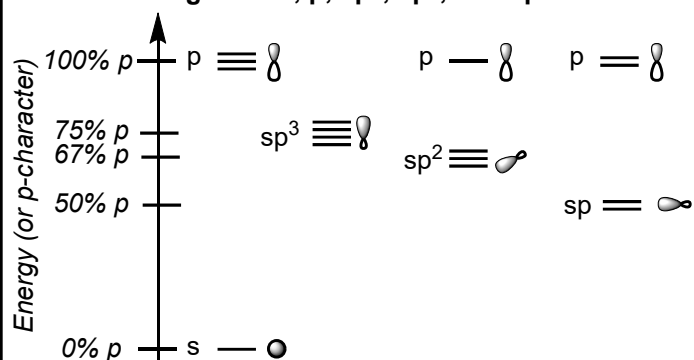 100% p p p p
75% p
sp³
67% p
sp²
50% p
sp
0% p s
Energy (or p-character)